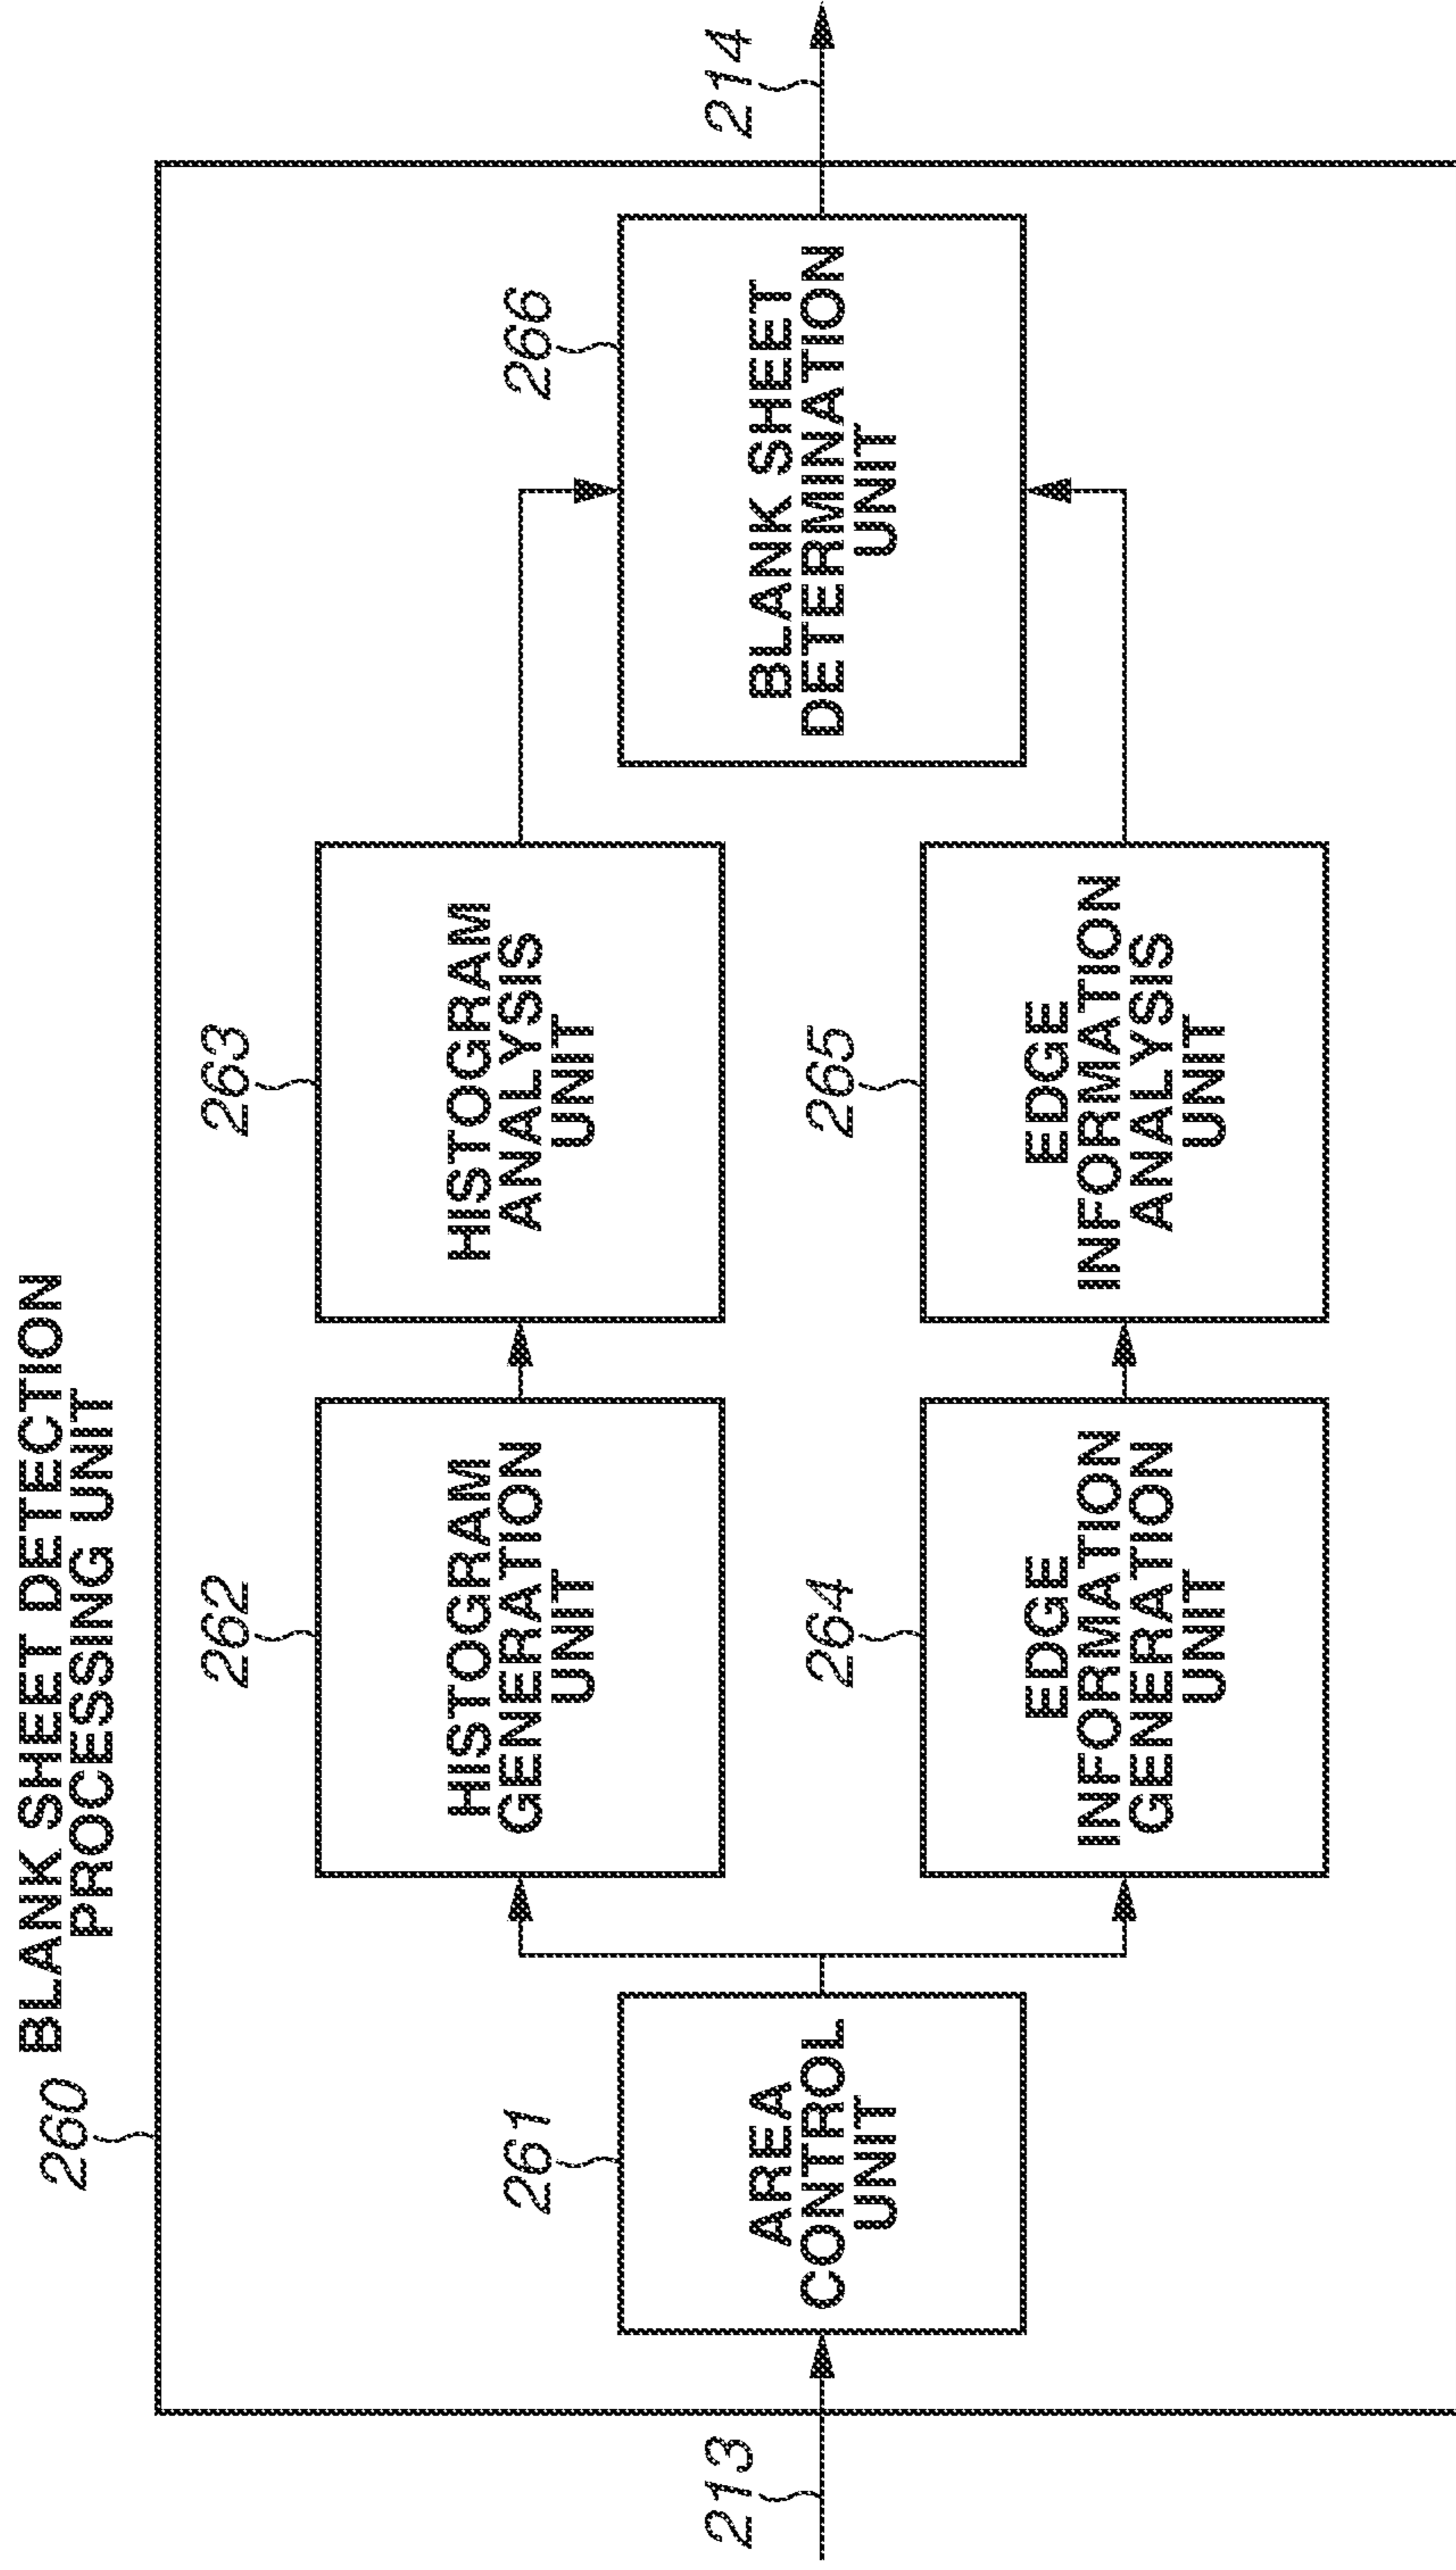 260
BLANK SHEET DETECTION
PROCESSING UNIT
213
261
AREA
CONTROL
UNIT
262
HISTOGRAM
GENERATION
UNIT
263
HISTOGRAM
ANALYSIS
UNIT
264
EDGE
INFORMATION
GENERATION
UNIT
265
EDGE
INFORMATION
ANALYSIS
UNIT
266
BLANK SHEET
DETERMINATION
UNIT
214